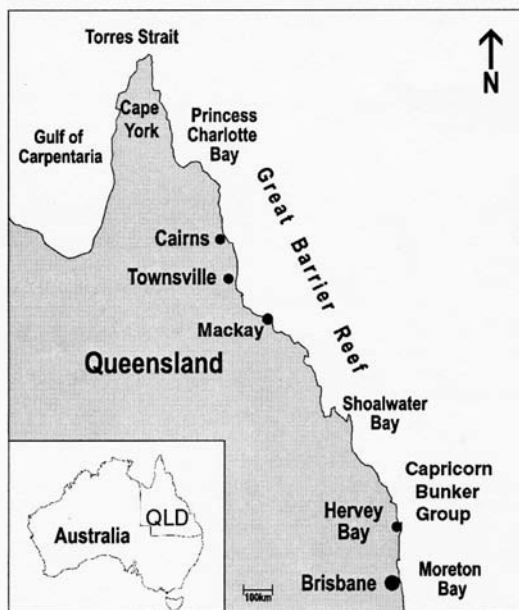 Torres Strait
N
Cape
York
Princess
Charlotte
Bay
Gulf of
Carpentaria
Great Barrier Reef
Cairns
Townsville
Mackay
Queensland
Shoalwater
Bay
Capricorn
Bunker
Group
Hervey
Bay
QLD
Australia
Brisbane
Moreton
Bay
100km